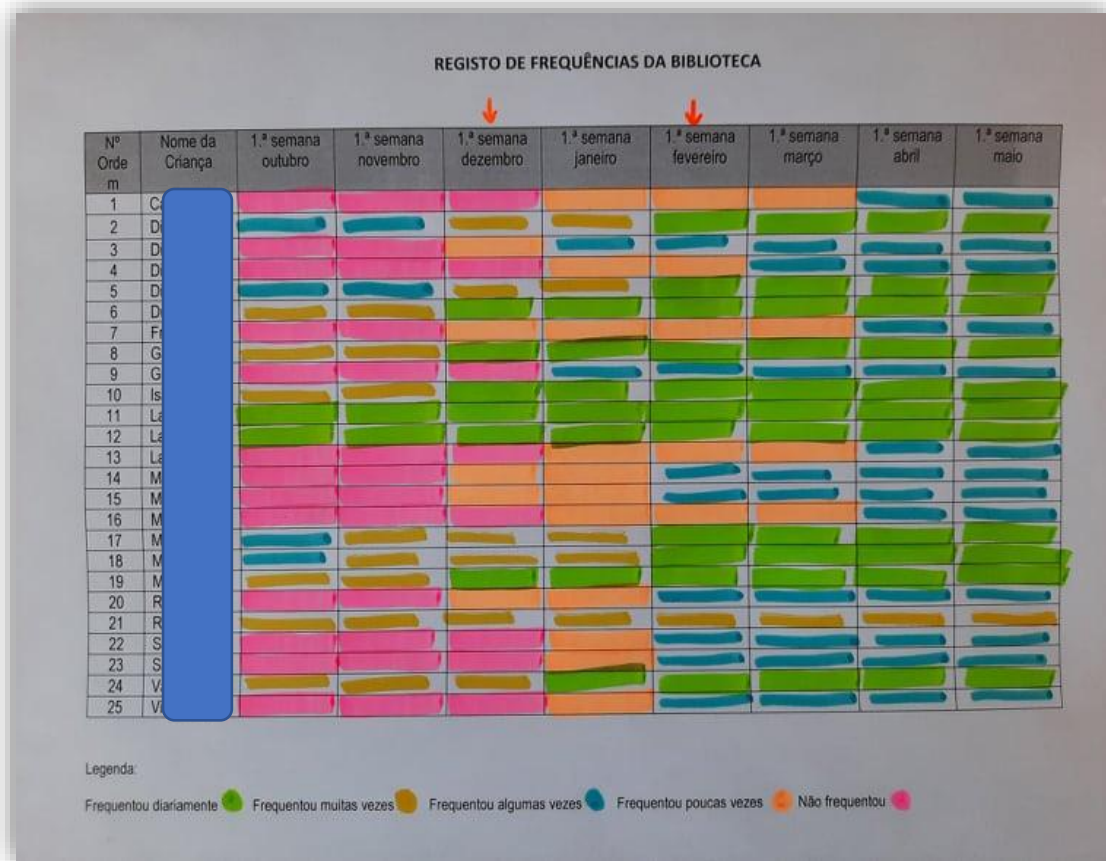 REGISTO DE FREQUÊNCIAS DA BIBLIOTECA
Nº Ordem Nome da Criança 1.ª semana outubro 1.ª semana novembro 1.ª semana dezembro 1.ª semana janeiro 1.ª semana fevereiro 1.ª semana março 1.ª semana abril 1.ª semana maio
1 C
2 D
3 D
4 D
5 D
6 D
7 F
8 G
9 G
10 Is
11 La
12 La
13 La
14 M
15 M
16 M
17 M
18 M
19 M
20 R
21 R
22 S
23 S
24 V
25 Vi
Legenda:
Frequentou diariamente Frequentou muitas vezes Frequentou algumas vezes Frequentou poucas vezes Não frequentou